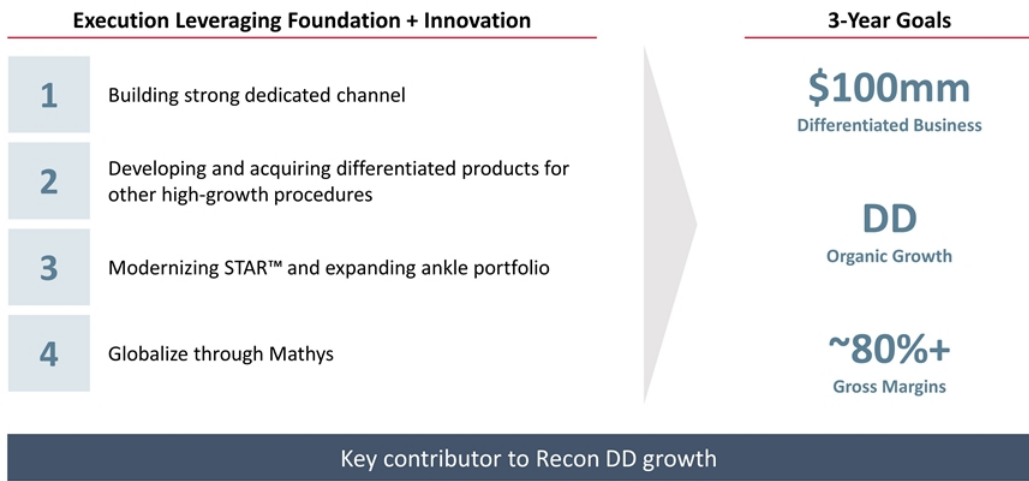 Execution Leveraging Foundation + Innovation
3-Year Goals
1
Building strong dedicated channel
2
Developing and acquiring differentiated products for
other high-growth procedures
3
Modernizing STAR™ and expanding ankle portfolio
4
Globalize through Mathys
$100mm
Differentiated Business
DD
Organic Growth
~80%+
Gross Margins
Key contributor to Recon DD growth